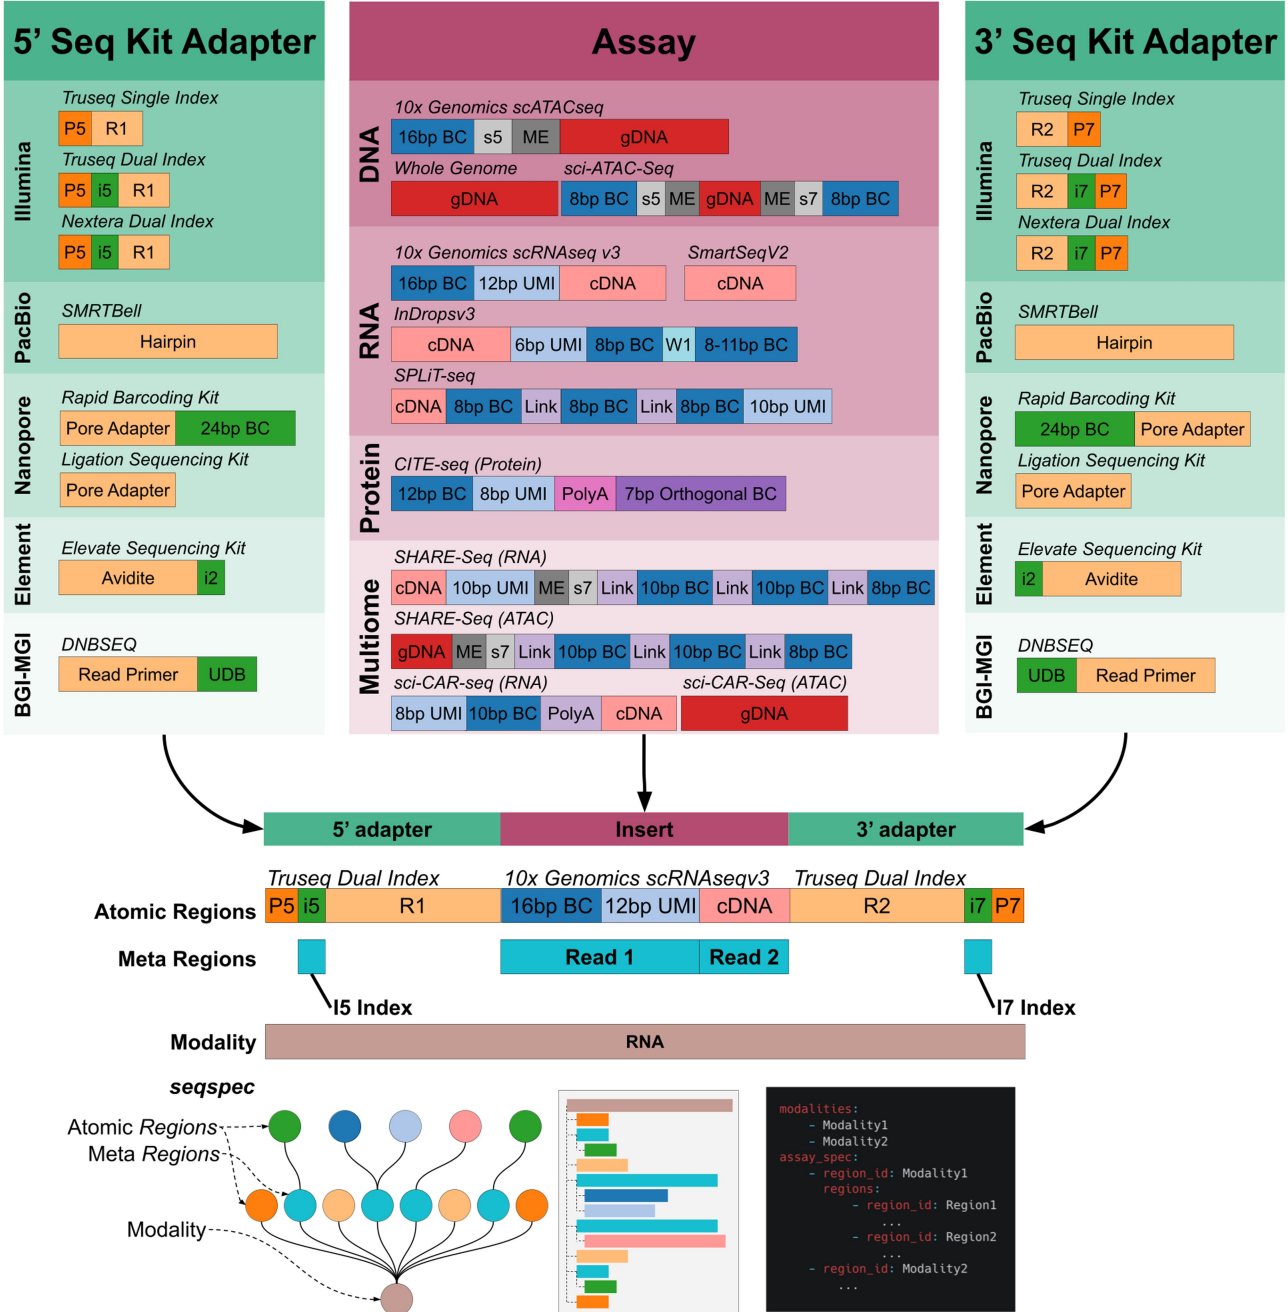 5’ Seq Kit Adapter
Illumina
Truseq Single Index
P5 R1
Truseq Dual Index
P5 i5 R1
Nextera Dual Index
P5 i5 R1
PacBio
SMRTBell
Hairpin
Nanopore
Rapid Barcoding Kit
Pore Adapter 24bp BC
Ligation Sequencing Kit
Pore Adapter
Element
Elevate Sequencing Kit
Avidite i2
BGI-MGI
DNBSEQ
Read Primer UDB
Assay
DNA
10x Genomics scATACseq
16bp BC s5 ME gDNA
Whole Genome sci-ATAC-Seq
gDNA 8bp BC s5 ME gDNA ME s7 8bp BC
RNA
10x Genomics scRNAseq v3 SmartSeqV2
16bp BC 12bp UMI cDNA cDNA
InDropsv3
cDNA 6bp UMI 8bp BC W1 8-11bp BC
SPLiT-seq
cDNA 8bp BC Link 8bp BC Link 8bp BC 10bp UMI
Protein
CITE-seq (Protein)
12bp BC 8bp UMI PolyA 7bp Orthogonal BC
Multiome
SHARE-Seq (RNA)
cDNA 10bp UMI ME s7 Link 10bp BC Link 10bp BC Link 8bp BC
SHARE-Seq (ATAC)
gDNA ME s7 Link 10bp BC Link 10bp BC Link 8bp BC
sci-CAR-seq (RNA) sci-CAR-Seq (ATAC)
8bp UMI 10bp BC PolyA cDNA gDNA
3’ Seq Kit Adapter
Illumina
Truseq Single Index
R2 P7
Truseq Dual Index
R2 i7 P7
Nextera Dual Index
R2 i7 P7
PacBio
SMRTBell
Hairpin
Nanopore
Rapid Barcoding Kit
24bp BC Pore Adapter
Ligation Sequencing Kit
Pore Adapter
Element
Elevate Sequencing Kit
i2 Avidite
BGI-MGI
DNBSEQ
UDB Read Primer
5’ adapter Insert 3’ adapter
Truseq Dual Index 10x Genomics scRNAseqv3 Truseq Dual Index
Atomic Regions P5 i5 R1 16bp BC 12bp UMI cDNA R2 i7 P7
Meta Regions Read 1 Read 2
I5 Index I7 Index
Modality RNA
seqspec
Atomic Regions
Meta Regions
Modality
modalities:
- Modality1
- Modality2
assay_spec:
- region_id: Modality1
regions:
- region_id: Region1
...
- region_id: Region2
...
- region_id: Modality2
...